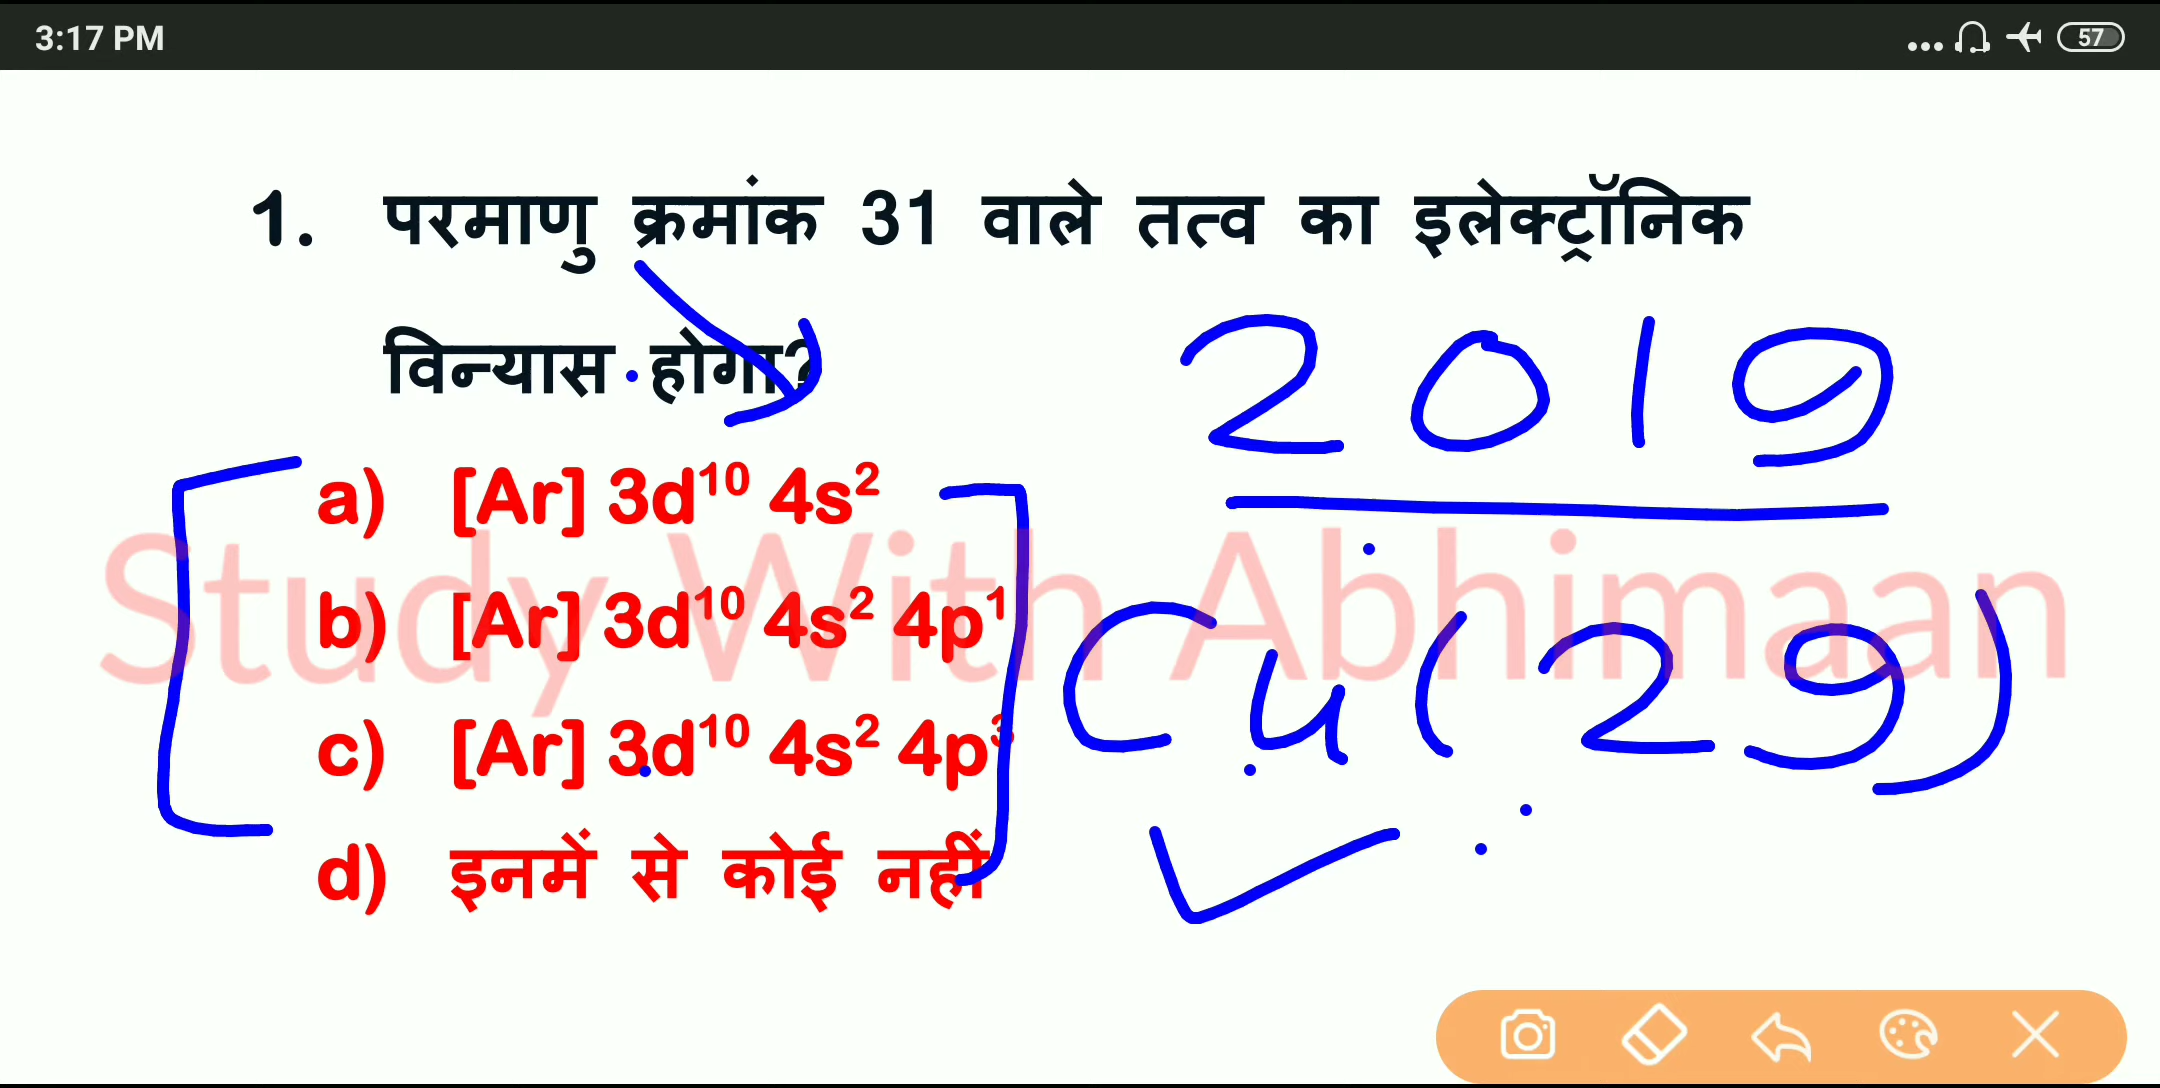 3:17 PM
57
1. परमाणु क्रमांक 31 वाले तत्व का इलेक्ट्रॉनिक
विन्यास होगा?
2019
a) [Ar] 3d¹⁰ 4s²
Study With Abhimaan
b) [Ar] 3d¹⁰ 4s² 4p¹
Cu (29)
c) [Ar] 3d¹⁰ 4s² 4p³
d) इनमें से कोई नहीं